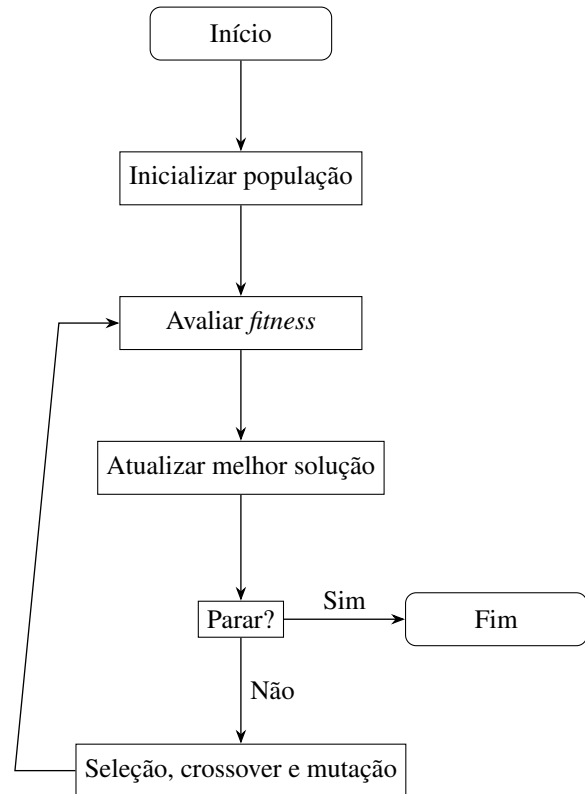 Início
Inicializar população
Avaliar fitness
Atualizar melhor solução
Parar?
Sim
Fim
Não
Seleção, crossover e mutação